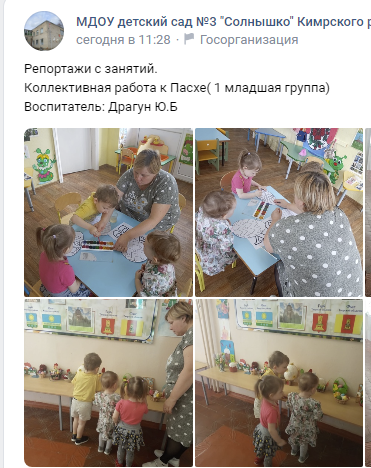 МДОУ детский сад №3 "Солнышко" Кимрского р
сегодня в 11:28 · Госорганизация
Репортажи с занятий.
Коллективная работа к Пасхе( 1 младшая группа)
Воспитатель: Драгун Ю.Б